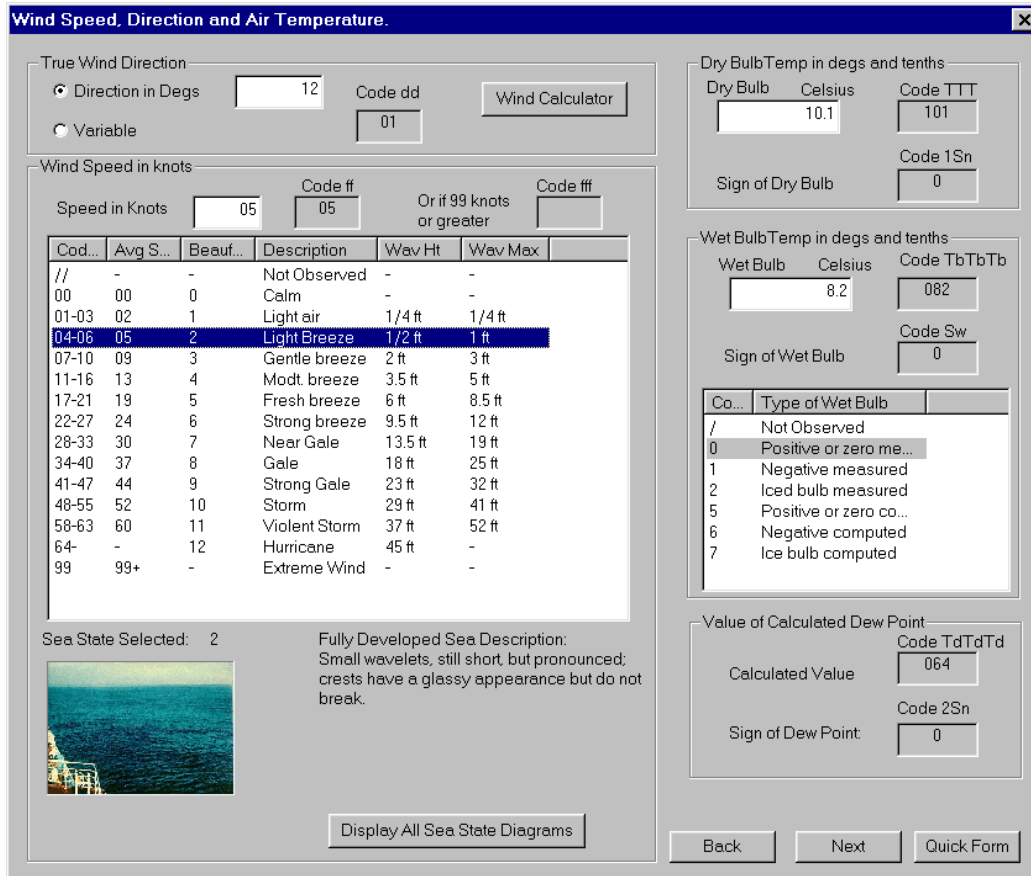 Wind Speed, Direction and Air Temperature.
True Wind Direction
Direction in Degs 12 Code dd 01 Wind Calculator
Variable
Wind Speed in knots
Speed in Knots 05 Code ff 05 Or if 99 knots or greater Code fff
Cod... Avg S... Beauf... Description Wav Ht Wav Max
// - - Not Observed - -
00 00 0 Calm - -
01-03 02 1 Light air 1/4 ft 1/4 ft
04-06 05 2 Light Breeze 1/2 ft 1 ft
07-10 09 3 Gentle breeze 2 ft 3 ft
11-16 13 4 Modt. breeze 3.5 ft 5 ft
17-21 19 5 Fresh breeze 6 ft 8.5 ft
22-27 24 6 Strong breeze 9.5 ft 12 ft
28-33 30 7 Near Gale 13.5 ft 19 ft
34-40 37 8 Gale 18 ft 25 ft
41-47 44 9 Strong Gale 23 ft 32 ft
48-55 52 10 Storm 29 ft 41 ft
58-63 60 11 Violent Storm 37 ft 52 ft
64- - 12 Hurricane 45 ft -
99 99+ - Extreme Wind - -
Sea State Selected: 2
Fully Developed Sea Description:
Small wavelets, still short, but pronounced;
crests have a glassy appearance but do not
break.
Display All Sea State Diagrams
Dry BulbTemp in degs and tenths
Dry Bulb Celsius Code TTT
10.1 101
Code 1Sn
Sign of Dry Bulb 0
Wet BulbTemp in degs and tenths
Wet Bulb Celsius Code TbTbTb
8.2 082
Code Sw
Sign of Wet Bulb 0
Co... Type of Wet Bulb
/ Not Observed
0 Positive or zero me...
1 Negative measured
2 Iced bulb measured
5 Positive or zero co...
6 Negative computed
7 Ice bulb computed
Value of Calculated Dew Point
Code TdTdTd
Calculated Value 064
Code 2Sn
Sign of Dew Point: 0
Back Next Quick Form